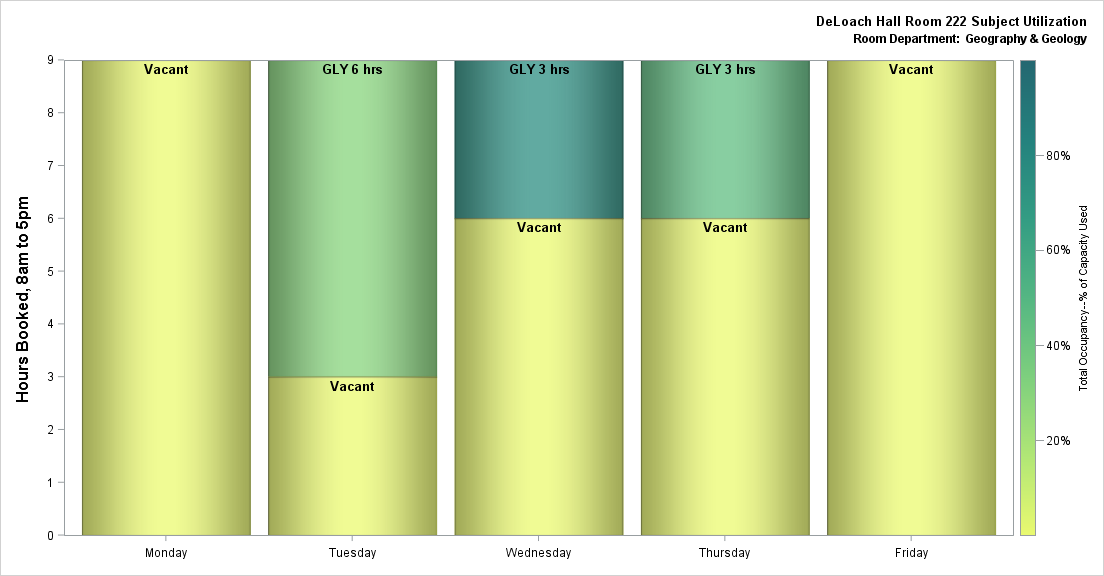 DeLoach Hall Room 222 Subject Utilization
Room Department: Geography & Geology
Hours Booked, 8am to 5pm
9
8
7
6
5
4
3
2
1
0
Vacant
GLY 6 hrs
GLY 3 hrs
GLY 3 hrs
Vacant
Vacant
Vacant
Vacant
Monday
Tuesday
Wednesday
Thursday
Friday
80%
60%
40%
20%
Total Occupancy--% of Capacity Used